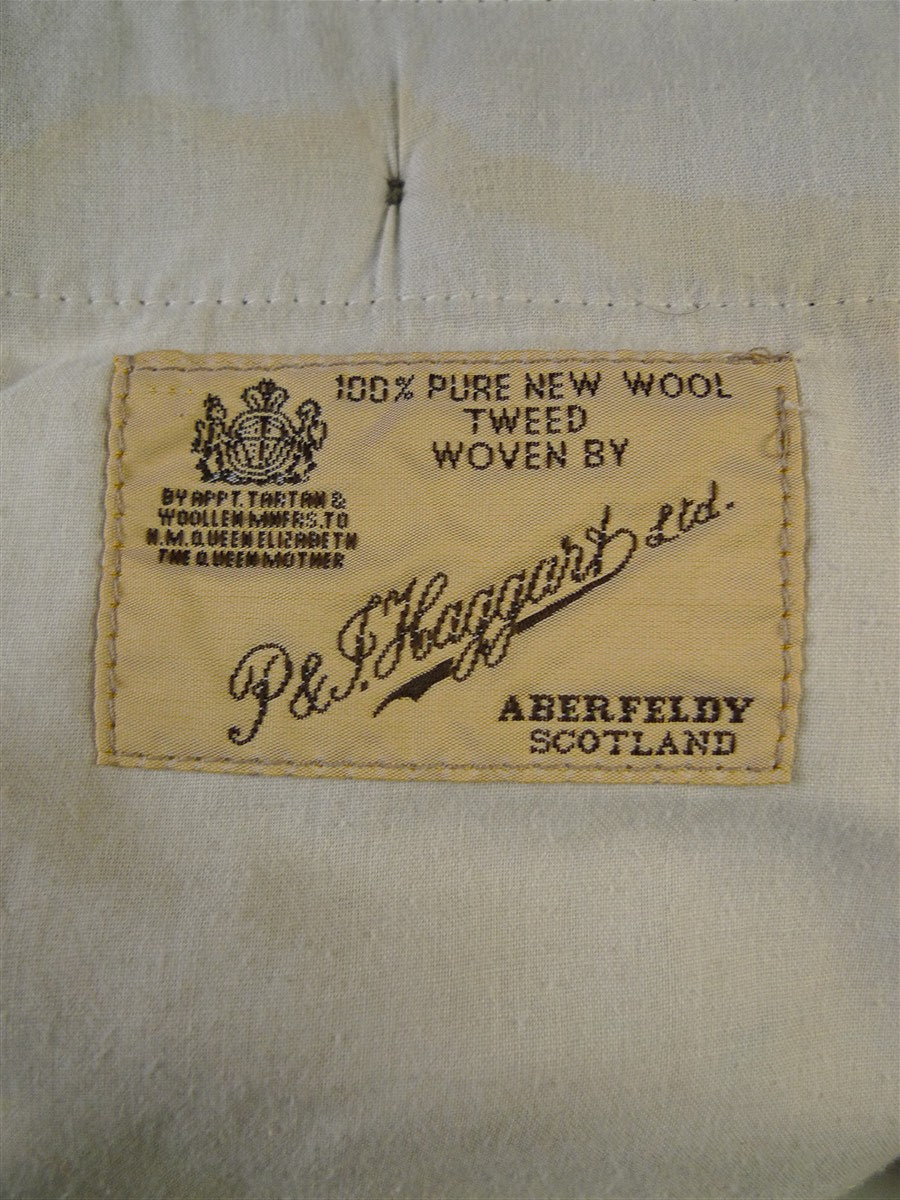 100% PURE NEW WOOL
TWEED
WOVEN BY
BY APPT. TARTAN &
WOOLLEN MNFRS. TO
H.M. QUEEN ELIZABETH
THE QUEEN MOTHER
P & J Haggart Ltd.
ABERFELDY
SCOTLAND